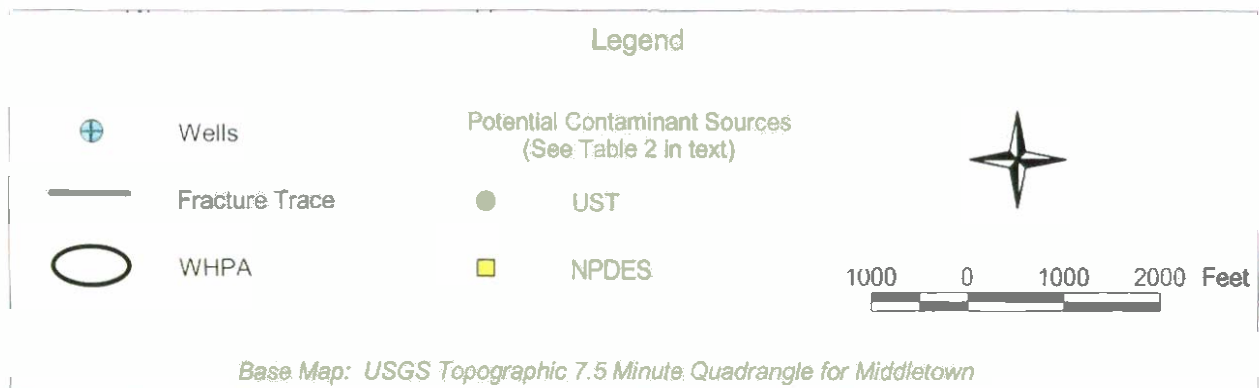 Legend
Wells
Fracture Trace
WHPA
Potential Contaminant Sources
(See Table 2 in text)
UST
NPDES
1000 0 1000 2000 Feet
Base Map: USGS Topographic 7.5 Minute Quadrangle for Middletown